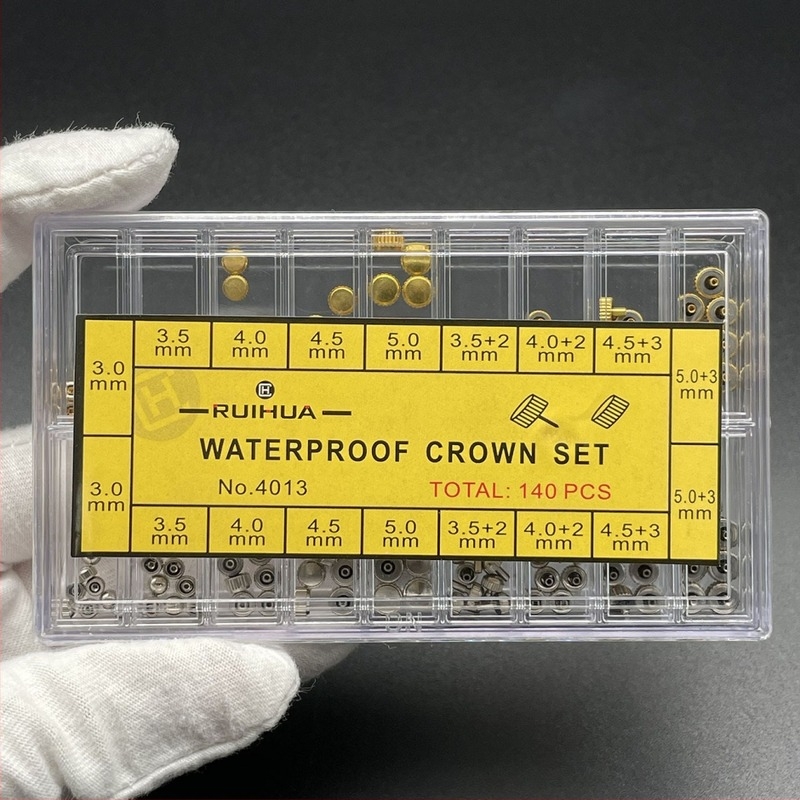 3.0 mm
3.5 mm
4.0 mm
4.5 mm
5.0 mm
3.5+2 mm
4.0+2 mm
4.5+3 mm
5.0+3 mm
H
RUIHUA
WATERPROOF CROWN SET
No.4013
TOTAL: 140 PCS
3.0 mm
3.5 mm
4.0 mm
4.5 mm
5.0 mm
3.5+2 mm
4.0+2 mm
4.5+3 mm
5.0+3 mm